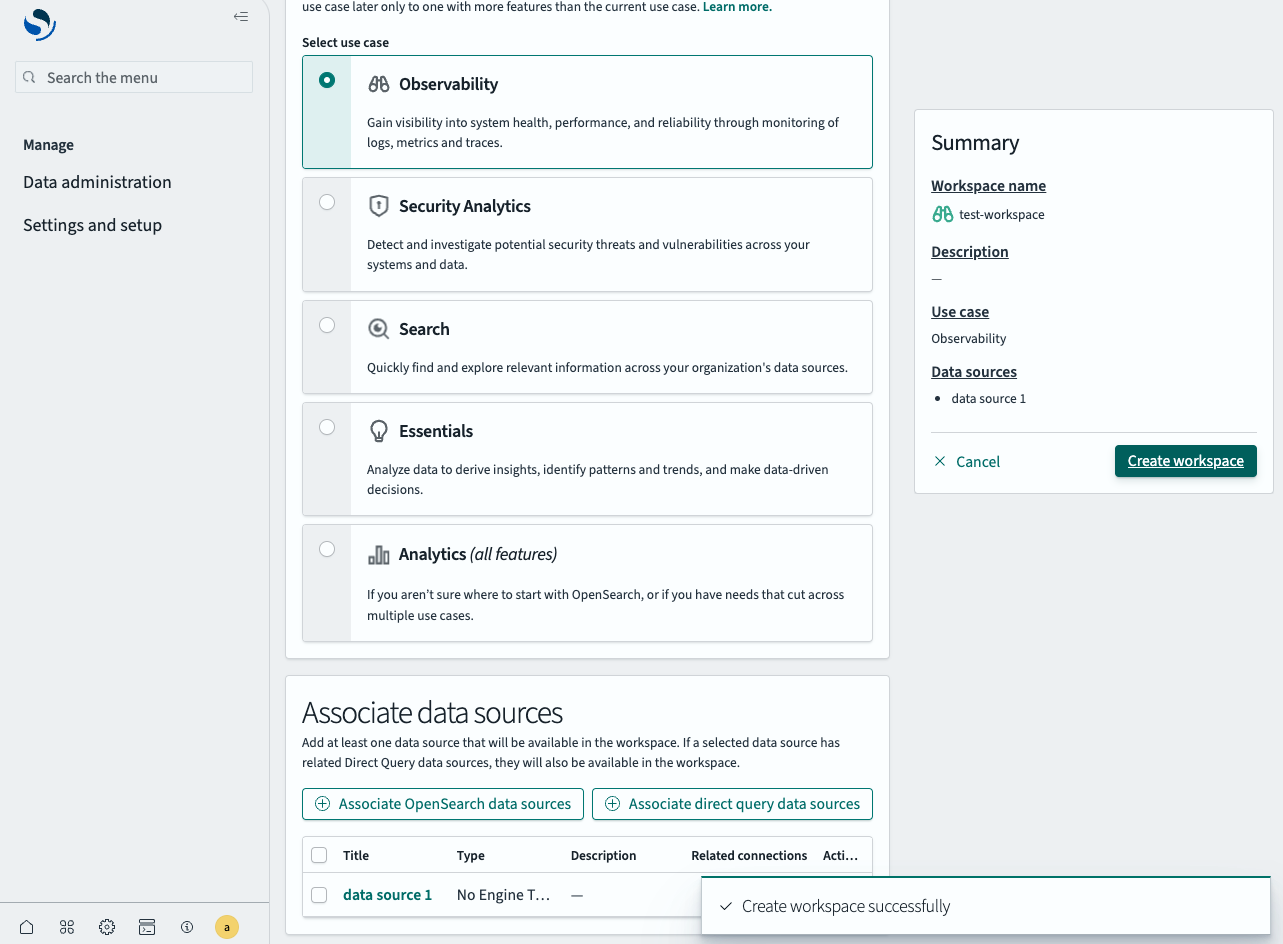 Search the menu
Manage
Data administration
Settings and setup
a
use case later only to one with more features than the current use case. Learn more.
Select use case
Observability
Gain visibility into system health, performance, and reliability through monitoring of
logs, metrics and traces.
Security Analytics
Detect and investigate potential security threats and vulnerabilities across your
systems and data.
Search
Quickly find and explore relevant information across your organization's data sources.
Essentials
Analyze data to derive insights, identify patterns and trends, and make data-driven
decisions.
Analytics (all features)
If you aren’t sure where to start with OpenSearch, or if you have needs that cut across
multiple use cases.
Associate data sources
Add at least one data source that will be available in the workspace. If a selected data source has
related Direct Query data sources, they will also be available in the workspace.
Associate OpenSearch data sources Associate direct query data sources
Title Type Description Related connections Acti…
data source 1 No Engine T… —
Summary
Workspace name
test-workspace
Description
—
Use case
Observability
Data sources
• data source 1
Cancel Create workspace
Create workspace successfully